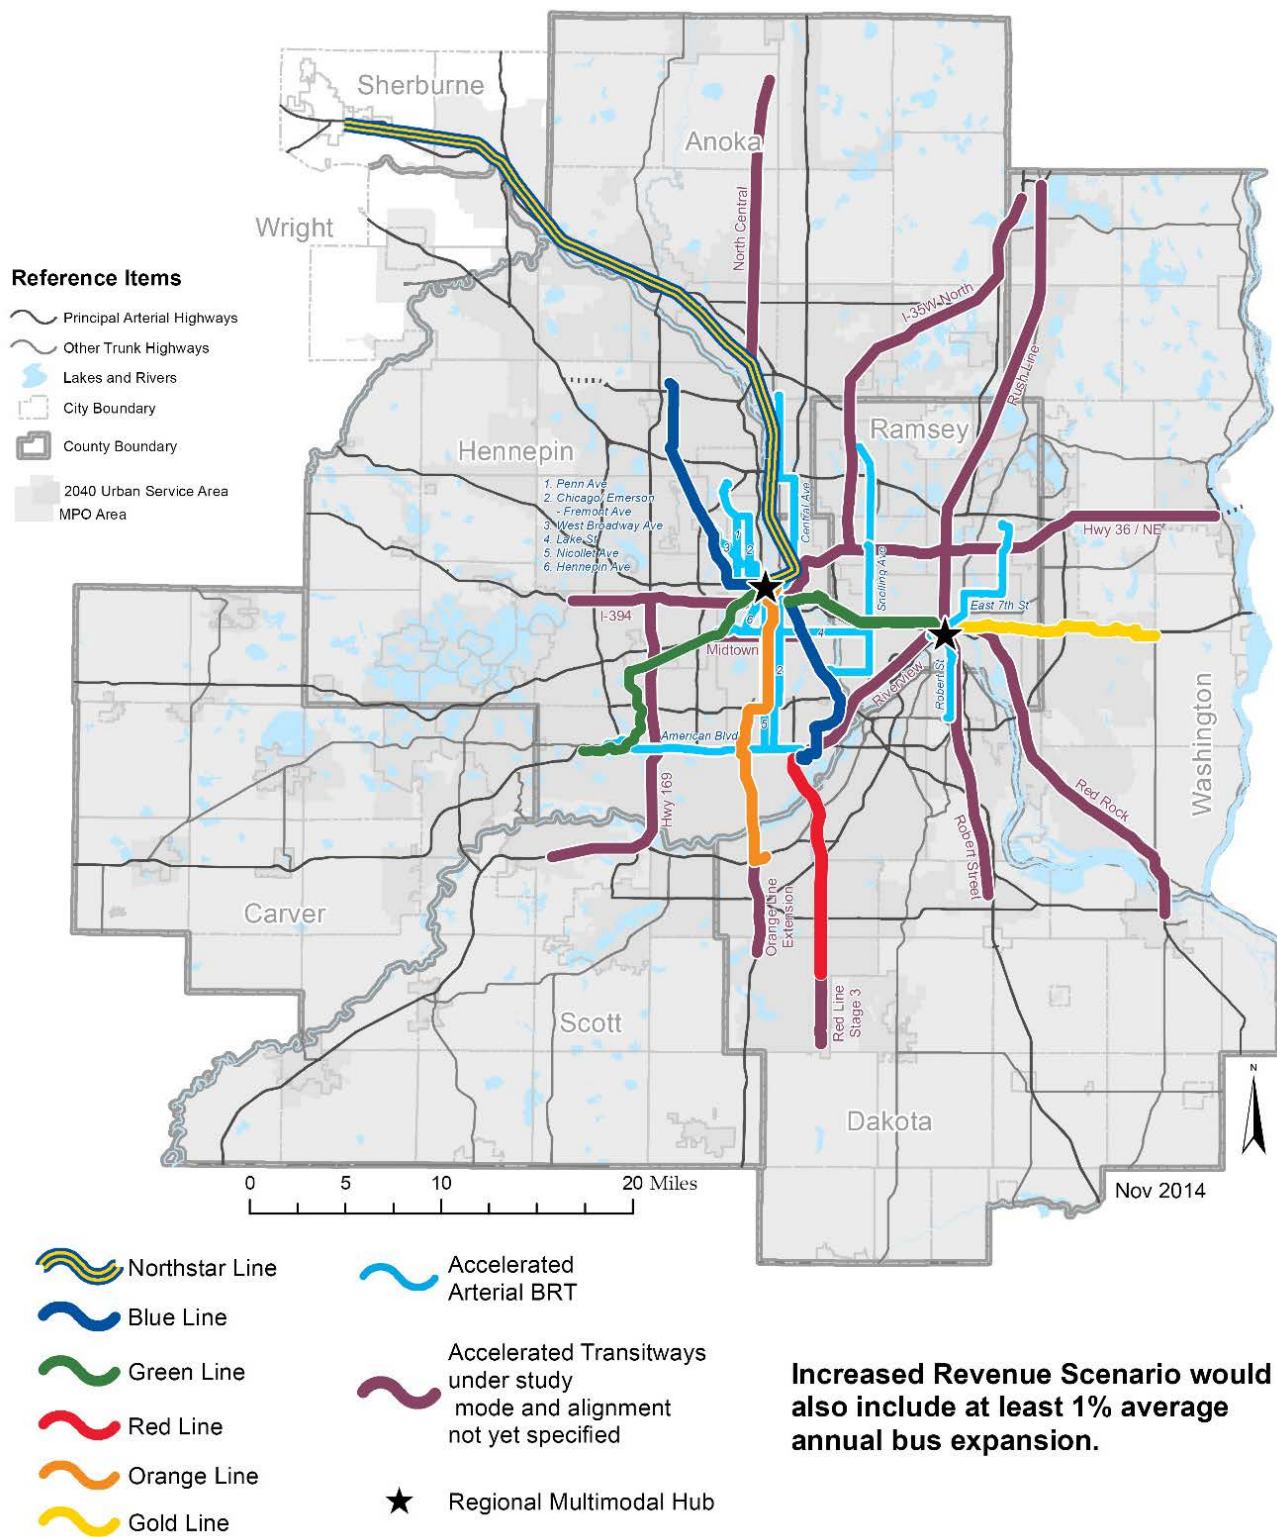 Sherburne
Anoka
Wright
North Central
I-35W North
Rush Line
Reference Items
Principal Arterial Highways
Other Trunk Highways
Lakes and Rivers
City Boundary
County Boundary
2040 Urban Service Area
MPO Area
Hennepin
Ramsey
1. Penn Ave
2. Chicago/ Emerson
- Fremont Ave
3. West Broadway Ave
4. Lake St
5. Nicollet Ave
6. Hennepin Ave
Central Ave
Snelling Ave
Hwy 36 / NE
1
2
3
I-394
6
4
Midtown
East 7th St
Riverview
Robert St
2
5
American Blvd
Hwy 169
Washington
Red Rock
Robert Street
Orange Line
Extension
Red Line
Stage 3
Carver
Scott
Dakota
N
Nov 2014
0 5 10 20 Miles
Northstar Line
Blue Line
Green Line
Red Line
Orange Line
Gold Line
Accelerated
Arterial BRT
Accelerated Transitways
under study
mode and alignment
not yet specified
Regional Multimodal Hub
Increased Revenue Scenario would
also include at least 1% average
annual bus expansion.